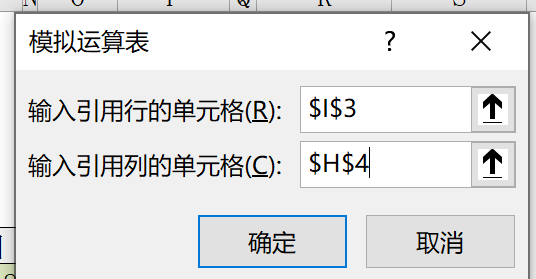 N O P Q R S
模拟运算表 ?
输入引用行的单元格(R): $I$3
输入引用列的单元格(C): $H$4
确定 取消